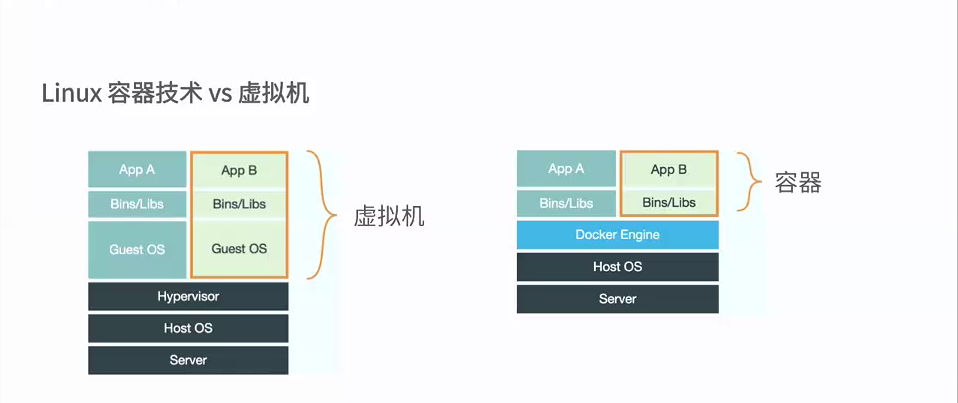 Linux 容器技术 vs 虚拟机
App A
App B
Bins/Libs
Bins/Libs
Guest OS
Guest OS
Hypervisor
Host OS
Server
虚拟机
App A
App B
Bins/Libs
Bins/Libs
Docker Engine
Host OS
Server
容器